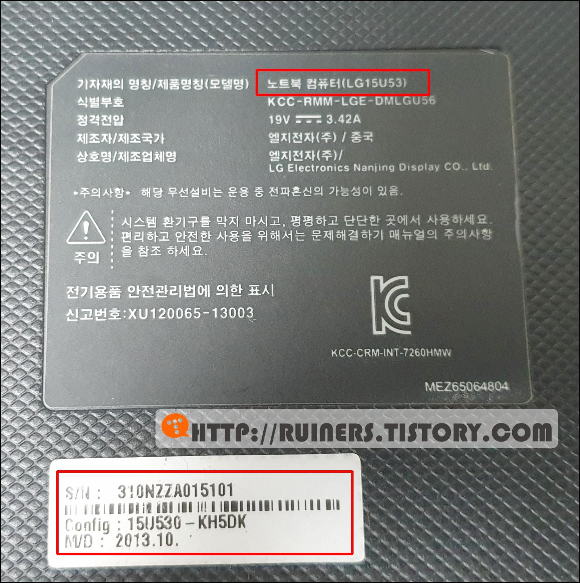 기자재의 명칭/제품명칭(모델명) 노트북 컴퓨터(LG15U53)
식별부호 KCC-RMM-LGE-DMLGU56
정격전압 19V ⎓ 3.42A
제조자/제조국가 엘지전자(주) / 중국
상호명/제조업체명 엘지전자(주)/
LG Electronics Nanjing Display CO., Ltd.
*주의사항* 해당 무선설비는 운용 중 전파혼신의 가능성이 있음.
주의
시스템 환기구를 막지 마시고, 평평하고 단단한 곳에서 사용하세요.
편리하고 안전한 사용을 위해서는 문제해결하기 매뉴얼의 주의사항
을 참조 하세요.
전기용품 안전관리법에 의한 표시
신고번호:XU120065-13003
KCC-CRM-INT-7260HMW
MEZ65064804
HTTP://RUINERS.TISTORY.COM
S/N : 310NZZA015101
Config : 15U530-KH5DK
M/D : 2013.10.